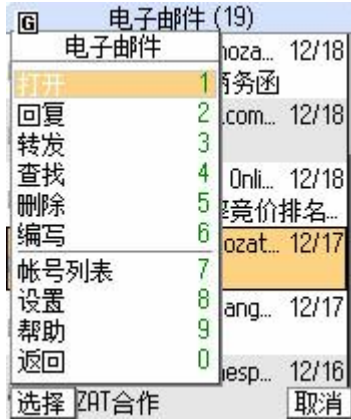 G 电子邮件 (19)
电子邮件
打开 1
回复 2
转发 3
查找 4
删除 5
编写 6
帐号列表 7
设置 8
帮助 9
返回 0
12/18
商务函
.com... 12/18
Onli... 12/18
竞价排名...
ozat... 12/17
ang... 12/17
12/16
选择 ZAT合作 取消